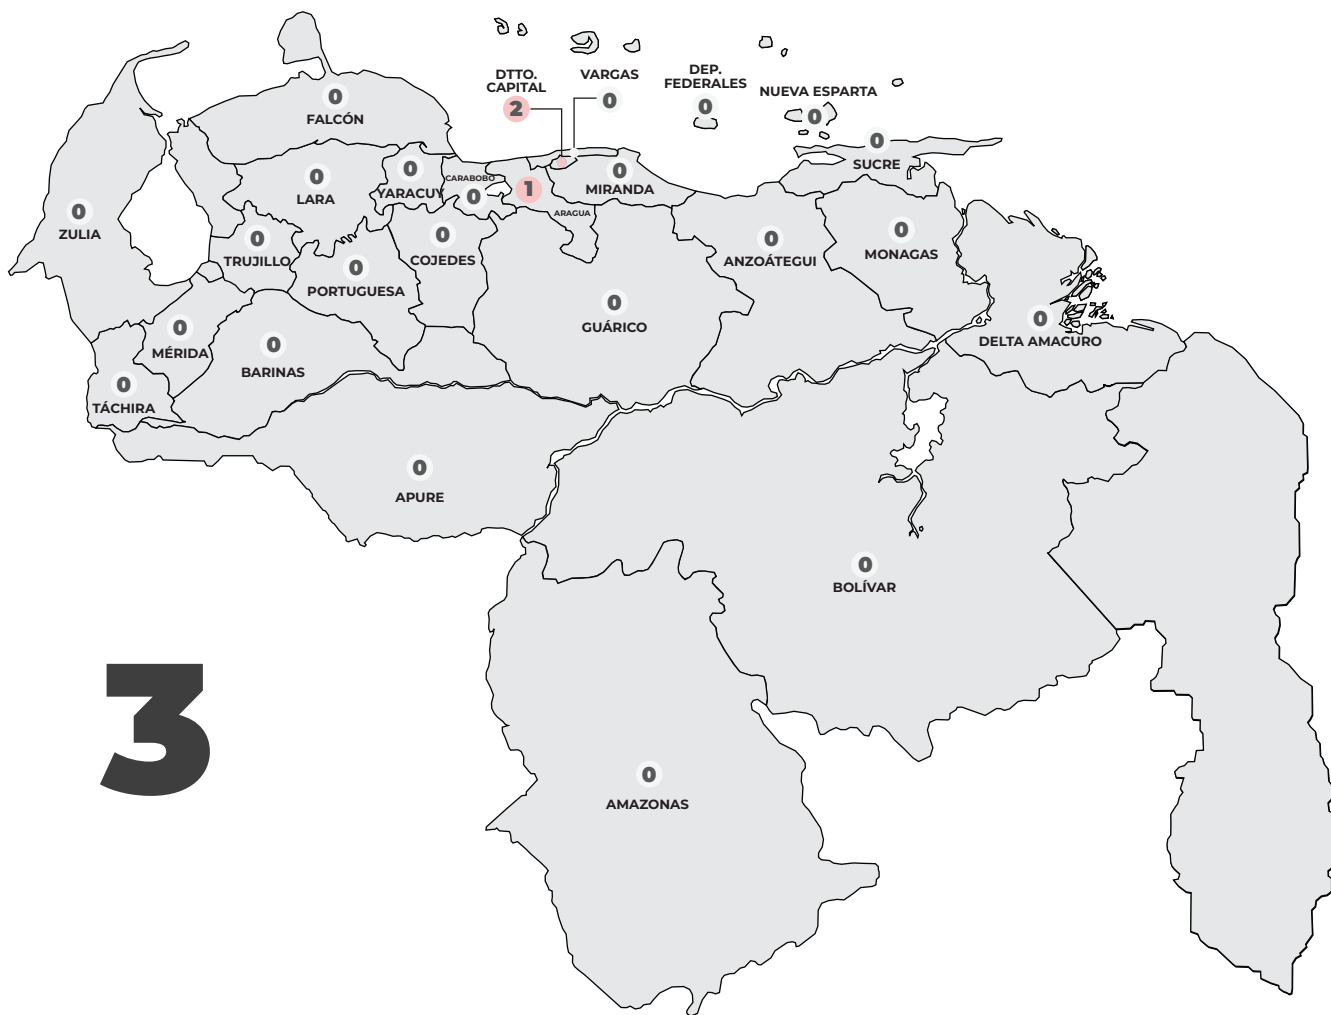 DTTO.
CAPITAL
2
VARGAS
0
DEP.
FEDERALES
0
NUEVA ESPARTA
0
0
FALCÓN
0
SUCRE
0
LARA
0
YARACUY
CARABOBO
0
1
ARAGUA
0
MIRANDA
0
ZULIA
0
TRUJILLO
0
PORTUGUESA
0
COJEDES
0
ANZOÁTEGUI
0
MONAGAS
0
GUÁRICO
0
DELTA AMACURO
0
MÉRIDA
0
BARINAS
0
TÁCHIRA
0
APURE
0
BOLÍVAR
0
AMAZONAS
3